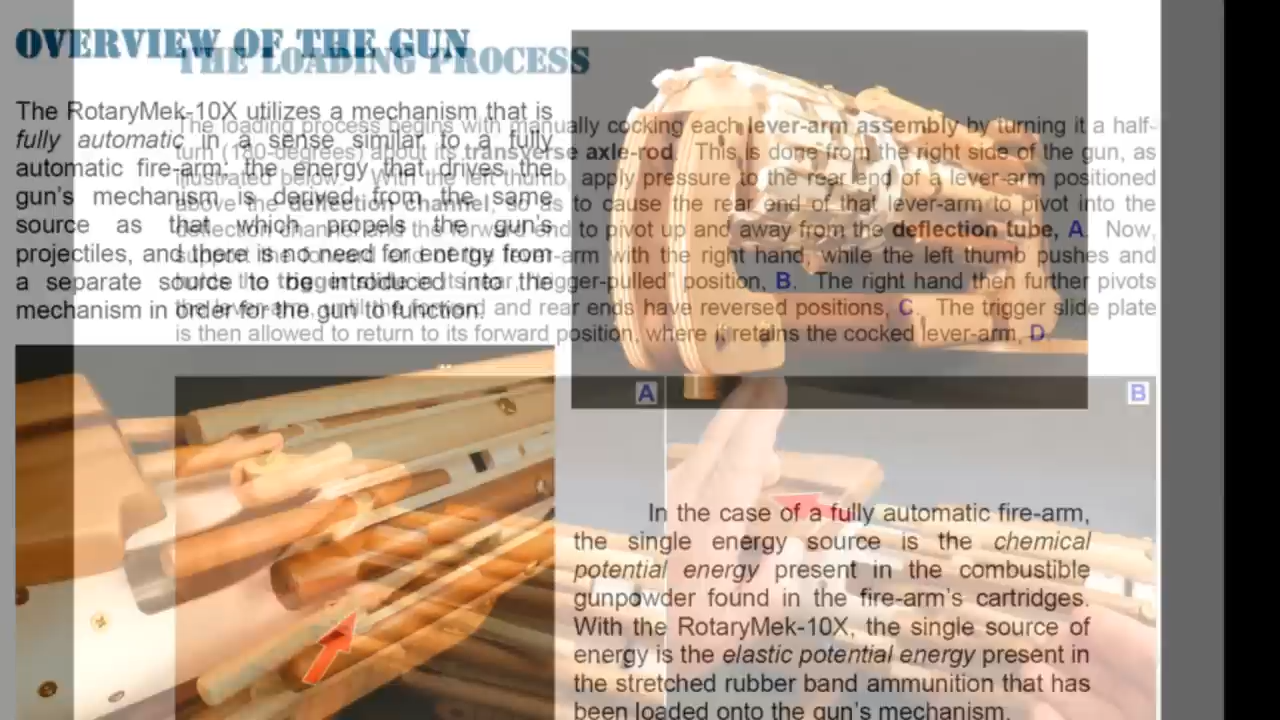 OVERVIEW OF THE GUN
THE LOADING PROCESS
The RotaryMek-10X utilizes a mechanism that is
fully automatic in a sense similar to a fully
automatic fire-arm; the energy that drives the
gun's mechanism is derived from the same
source as that which propels the gun's
projectiles, and there is no need for energy from
a separate source to be introduced into the
mechanism in order for the gun to function.
The loading process begins with manually cocking each lever-arm assembly by turning it a half-
turn (180-degrees) about its transverse axle-rod. This is done from the right side of the gun, as
illustrated below. With the left thumb, apply pressure to the rear end of a lever-arm positioned
above the deflection channel, so as to cause the rear end of that lever-arm to pivot into the
deflection channel and the forward end to pivot up and away from the deflection tube, A. Now,
support the forward end of the lever-arm with the right hand, while the left thumb pushes and
holds the trigger slide plate in its rear, "trigger-pulled" position, B. The right hand then further pivots
the lever-arm, until the forward and rear ends have reversed positions, C. The trigger slide plate
is then allowed to return to its forward position, where it retains the cocked lever-arm, D.
A
B
In the case of a fully automatic fire-arm,
the single energy source is the chemical
potential energy present in the combustible
gunpowder found in the fire-arm's cartridges.
With the RotaryMek-10X, the single source of
energy is the elastic potential energy present in
the stretched rubber band ammunition that has
been loaded onto the gun's mechanism.